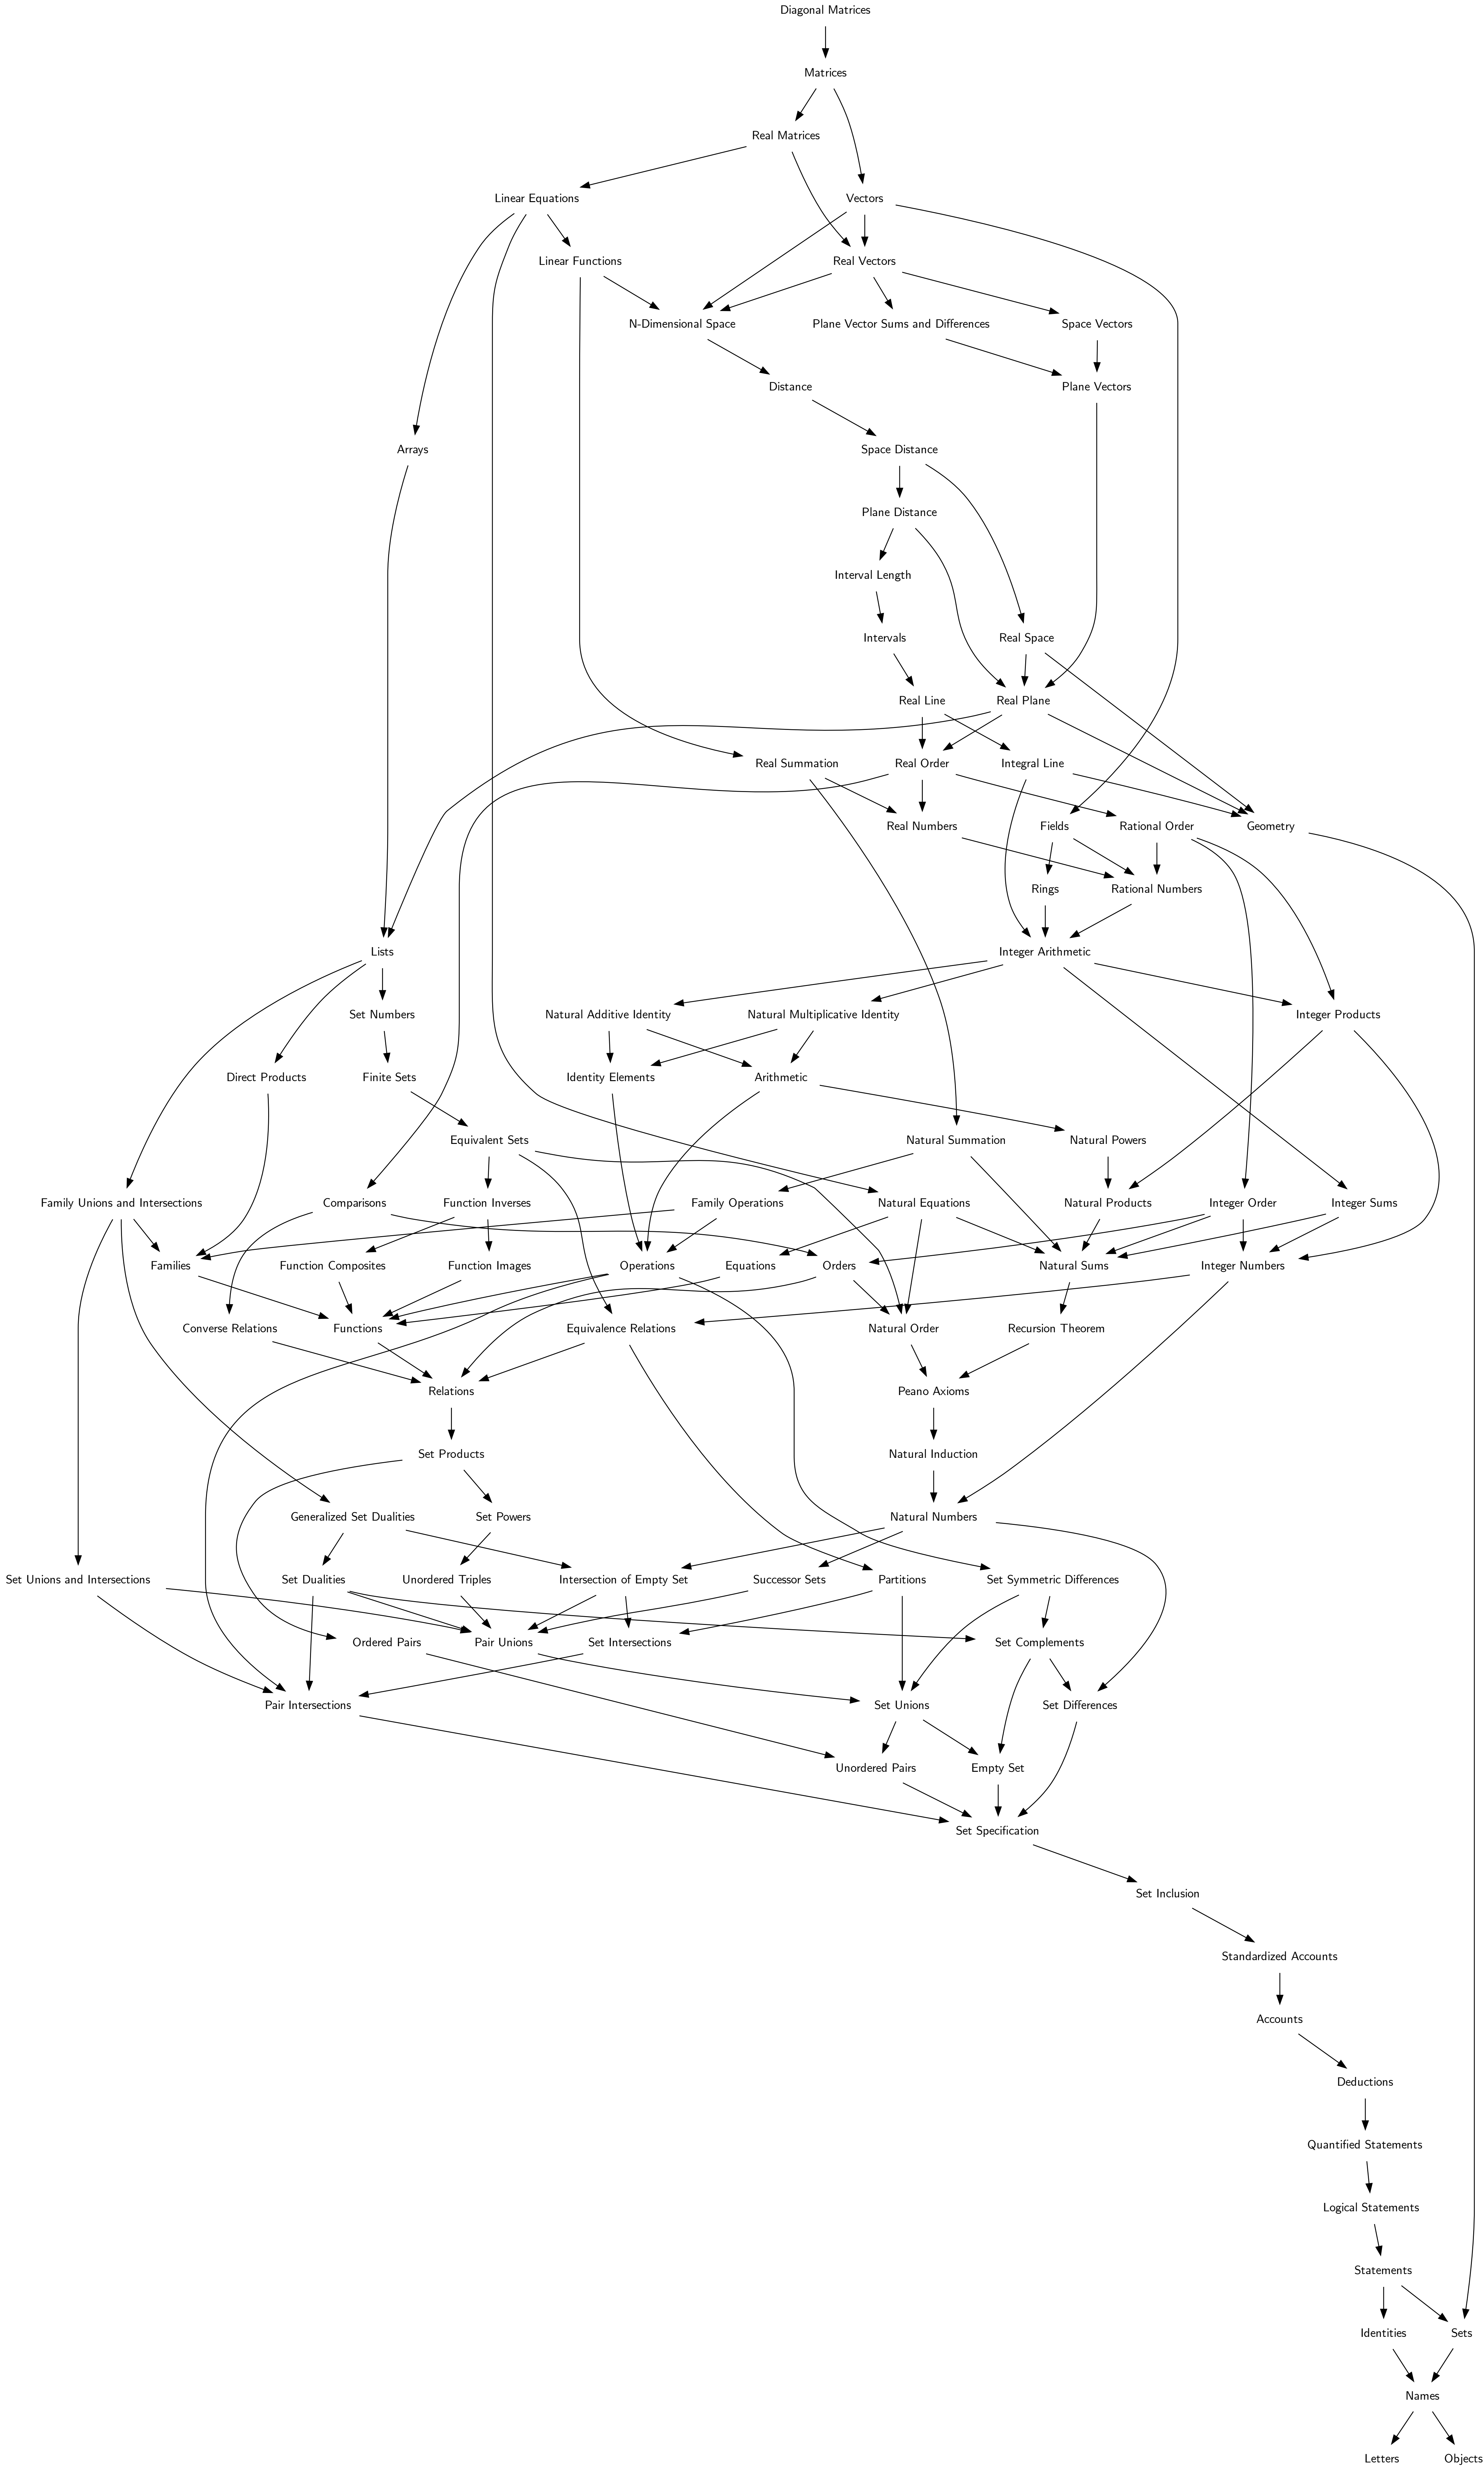 Diagonal Matrices
Matrices
Real Matrices
Linear Equations
Vectors
Linear Functions
Real Vectors
N-Dimensional Space
Plane Vector Sums and Differences
Space Vectors
Distance
Plane Vectors
Arrays
Space Distance
Plane Distance
Interval Length
Intervals
Real Space
Real Line
Real Plane
Real Summation
Real Order
Integral Line
Real Numbers
Fields
Rational Order
Geometry
Rings
Rational Numbers
Lists
Integer Arithmetic
Set Numbers
Natural Additive Identity
Natural Multiplicative Identity
Integer Products
Direct Products
Finite Sets
Identity Elements
Arithmetic
Equivalent Sets
Natural Summation
Natural Powers
Family Unions and Intersections
Comparisons
Function Inverses
Family Operations
Natural Equations
Natural Products
Integer Order
Integer Sums
Families
Function Composites
Function Images
Operations
Equations
Orders
Natural Sums
Integer Numbers
Converse Relations
Functions
Equivalence Relations
Natural Order
Recursion Theorem
Relations
Peano Axioms
Set Products
Natural Induction
Generalized Set Dualities
Set Powers
Natural Numbers
Set Unions and Intersections
Set Dualities
Unordered Triples
Intersection of Empty Set
Successor Sets
Partitions
Set Symmetric Differences
Ordered Pairs
Pair Unions
Set Intersections
Set Complements
Pair Intersections
Set Unions
Set Differences
Unordered Pairs
Empty Set
Set Specification
Set Inclusion
Standardized Accounts
Accounts
Deductions
Quantified Statements
Logical Statements
Statements
Identities
Sets
Names
Letters
Objects